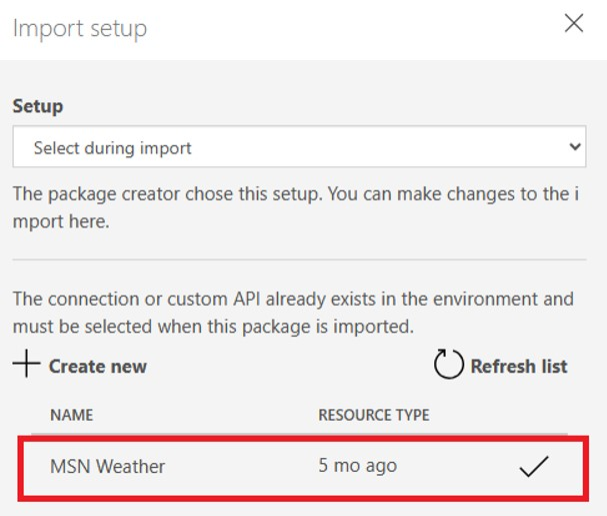 Import setup
Setup
Select during import
The package creator chose this setup. You can make changes to the i
mport here.
The connection or custom API already exists in the environment and
must be selected when this package is imported.
Create new Refresh list
NAME RESOURCE TYPE
MSN Weather 5 mo ago